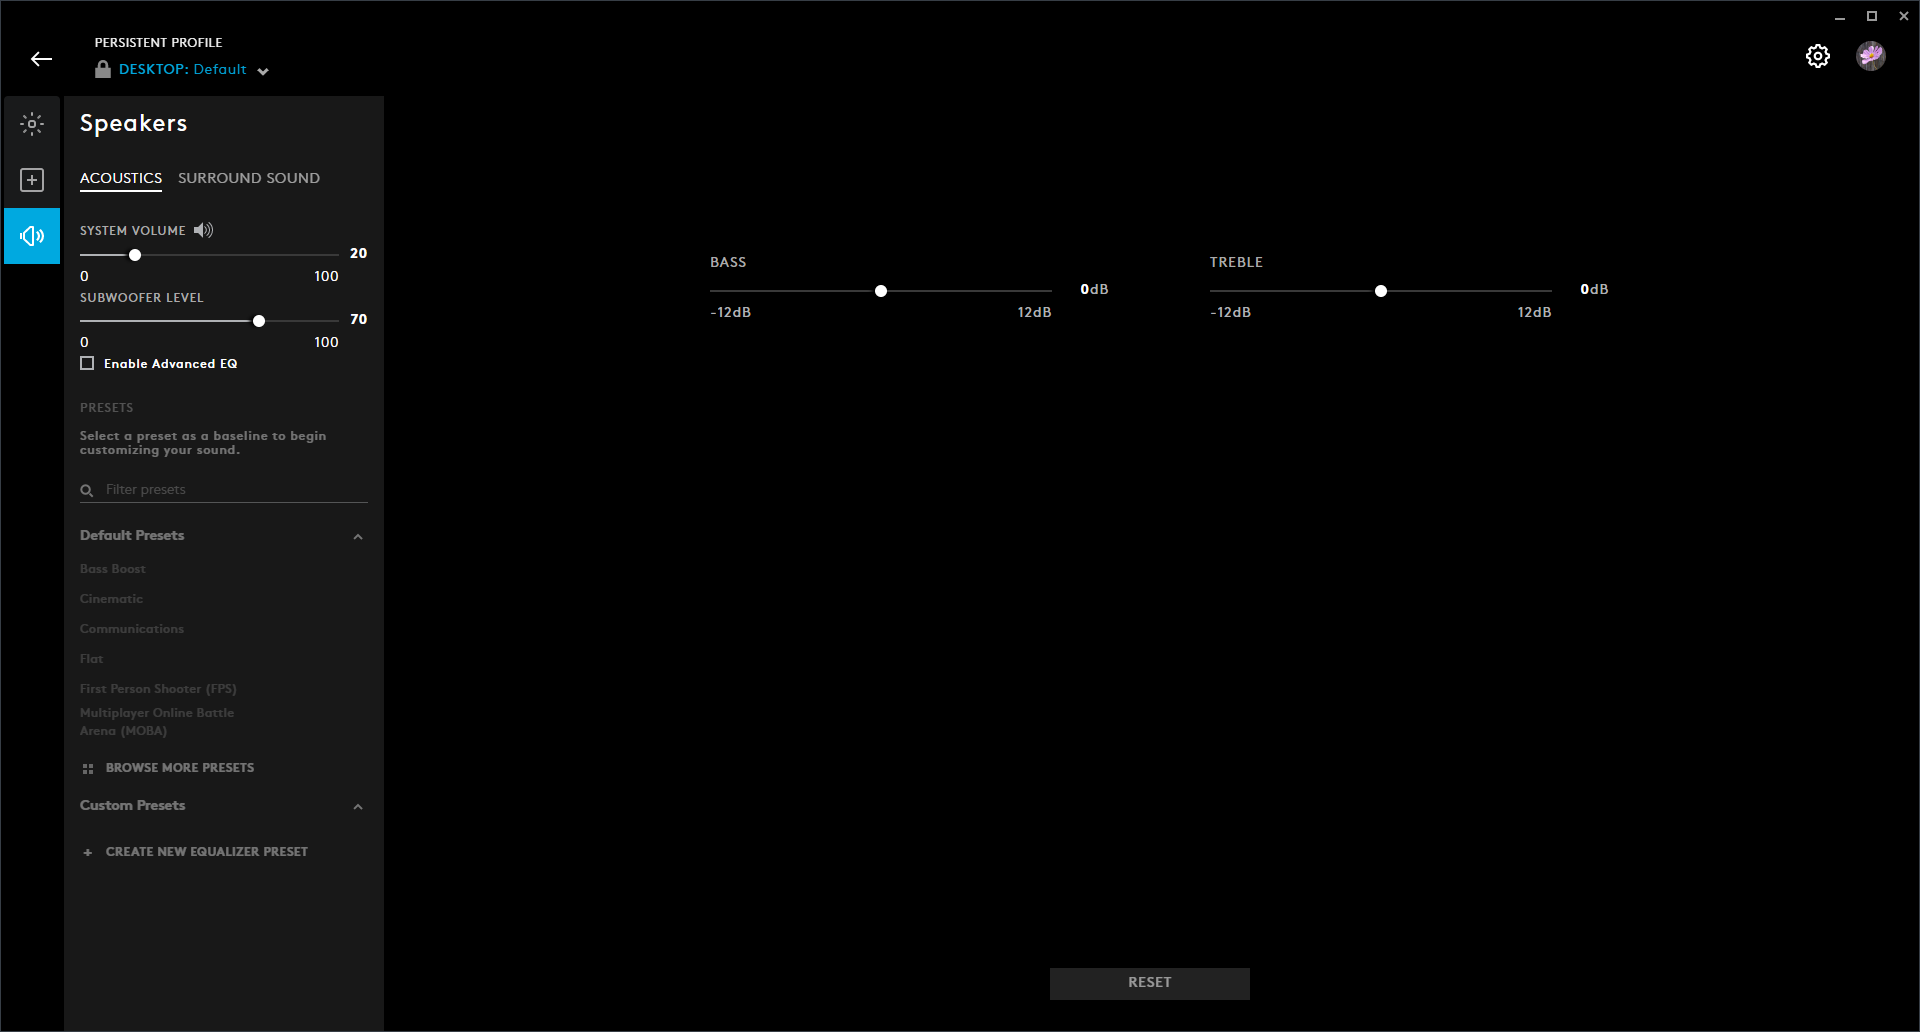 PERSISTENT PROFILE
DESKTOP: Default
Speakers
ACOUSTICS SURROUND SOUND
SYSTEM VOLUME
20
0 100
SUBWOOFER LEVEL
70
0 100
Enable Advanced EQ
PRESETS
Select a preset as a baseline to begin
customizing your sound.
Filter presets
Default Presets
Bass Boost
Cinematic
Communications
Flat
First Person Shooter (FPS)
Multiplayer Online Battle
Arena (MOBA)
BROWSE MORE PRESETS
Custom Presets
+ CREATE NEW EQUALIZER PRESET
BASS
0dB
-12dB 12dB
TREBLE
0dB
-12dB 12dB
RESET